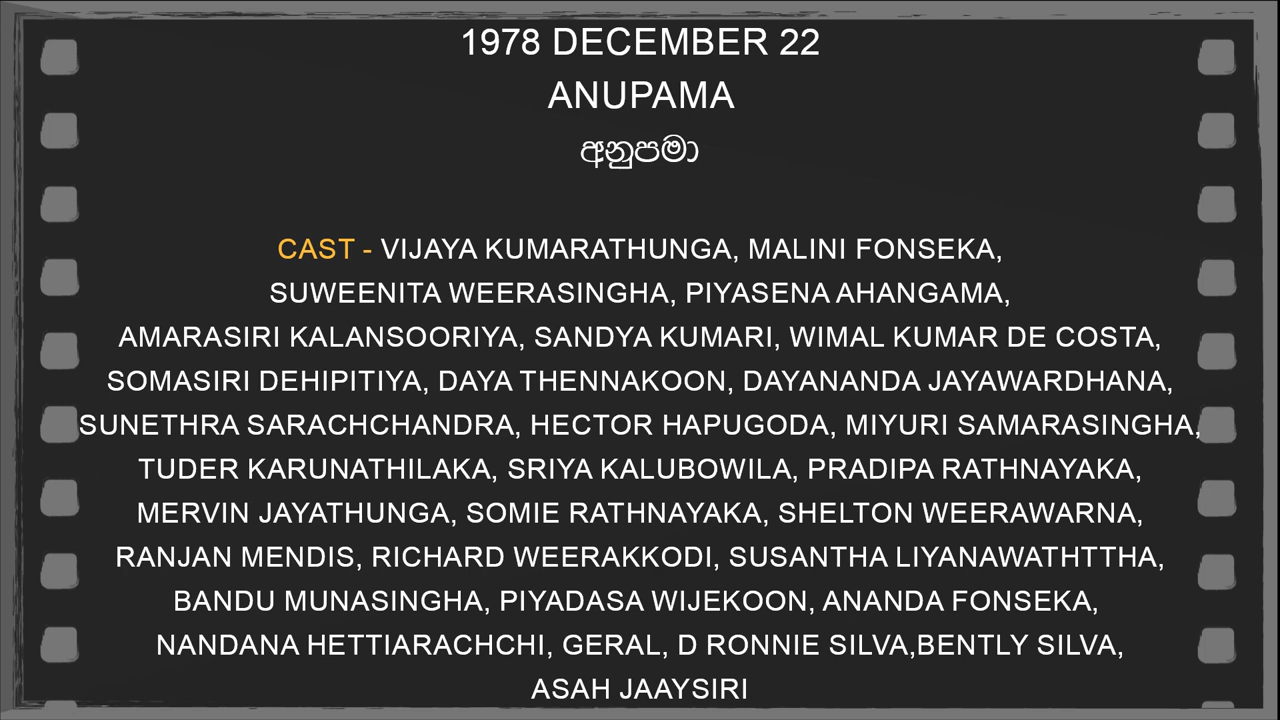 1978 DECEMBER 22
ANUPAMA
අනුපමා
CAST - VIJAYA KUMARATHUNGA, MALINI FONSEKA,
SUWEENITA WEERASINGHA, PIYASENA AHANGAMA,
AMARASIRI KALANSOORIYA, SANDYA KUMARI, WIMAL KUMAR DE COSTA,
SOMASIRI DEHIPITIYA, DAYA THENNAKOON, DAYANANDA JAYAWARDHANA,
SUNETHRA SARACHCHANDRA, HECTOR HAPUGODA, MIYURI SAMARASINGHA,
TUDER KARUNATHILAKA, SRIYA KALUBOWILA, PRADIPA RATHNAYAKA,
MERVIN JAYATHUNGA, SOMIE RATHNAYAKA, SHELTON WEERAWARNA,
RANJAN MENDIS, RICHARD WEERAKKODI, SUSANTHA LIYANAWATHTTHA,
BANDU MUNASINGHA, PIYADASA WIJEKOON, ANANDA FONSEKA,
NANDANA HETTIARACHCHI, GERAL, D RONNIE SILVA,BENTLY SILVA,
ASAH JAAYSIRI